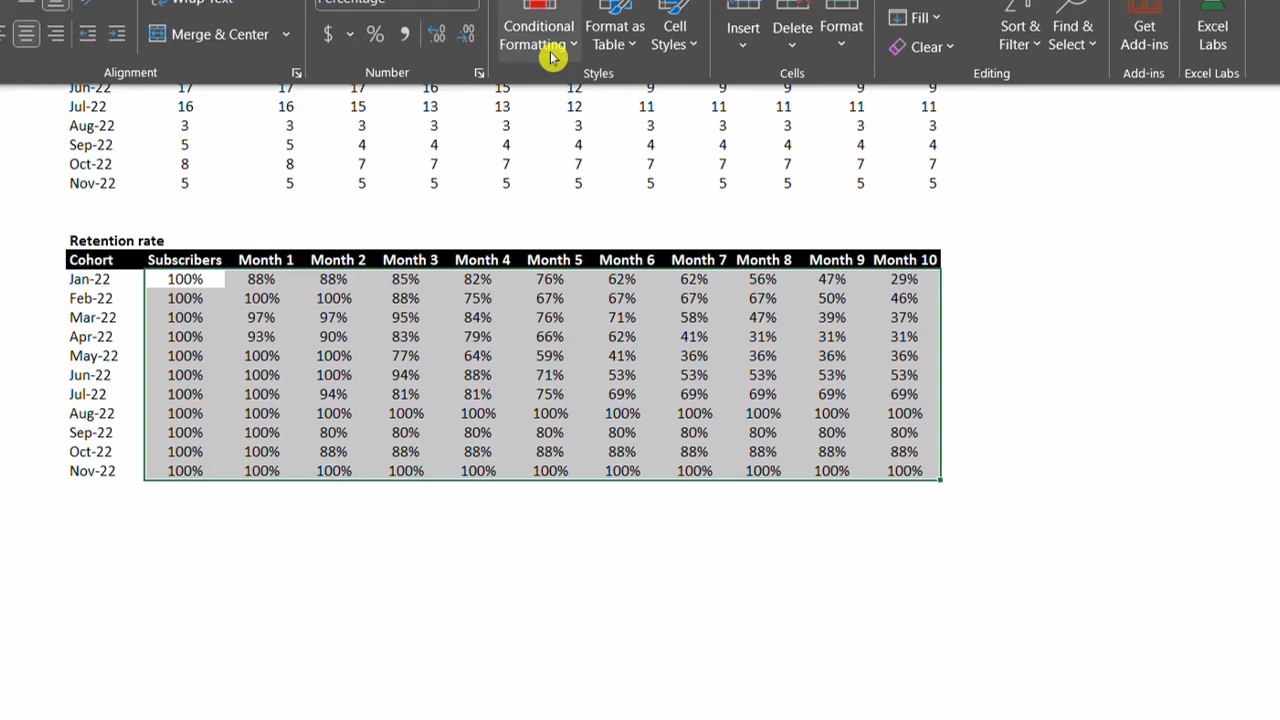 Wrap Text
Percentage
Merge & Center
$ % ,
Conditional Formatting
Format as Table
Cell Styles
Insert
Delete
Format
Fill
Clear
Sort & Filter
Find & Select
Get Add-ins
Excel Labs
Alignment
Number
Styles
Cells
Editing
Add-ins
Excel Labs
Jun-22 17 17 17 16 15 12 9 9 9 9 9
Jul-22 16 16 15 13 13 12 11 11 11 11 11
Aug-22 3 3 3 3 3 3 3 3 3 3 3
Sep-22 5 5 4 4 4 4 4 4 4 4 4
Oct-22 8 8 7 7 7 7 7 7 7 7 7
Nov-22 5 5 5 5 5 5 5 5 5 5 5
Retention rate
Cohort Subscribers Month 1 Month 2 Month 3 Month 4 Month 5 Month 6 Month 7 Month 8 Month 9 Month 10
Jan-22 100% 88% 88% 85% 82% 76% 62% 62% 56% 47% 29%
Feb-22 100% 100% 100% 88% 75% 67% 67% 67% 67% 50% 46%
Mar-22 100% 97% 97% 95% 84% 76% 71% 58% 47% 39% 37%
Apr-22 100% 93% 90% 83% 79% 66% 62% 41% 31% 31% 31%
May-22 100% 100% 100% 77% 64% 59% 41% 36% 36% 36% 36%
Jun-22 100% 100% 100% 94% 88% 71% 53% 53% 53% 53% 53%
Jul-22 100% 100% 94% 81% 81% 75% 69% 69% 69% 69% 69%
Aug-22 100% 100% 100% 100% 100% 100% 100% 100% 100% 100% 100%
Sep-22 100% 100% 80% 80% 80% 80% 80% 80% 80% 80% 80%
Oct-22 100% 100% 88% 88% 88% 88% 88% 88% 88% 88% 88%
Nov-22 100% 100% 100% 100% 100% 100% 100% 100% 100% 100% 100%